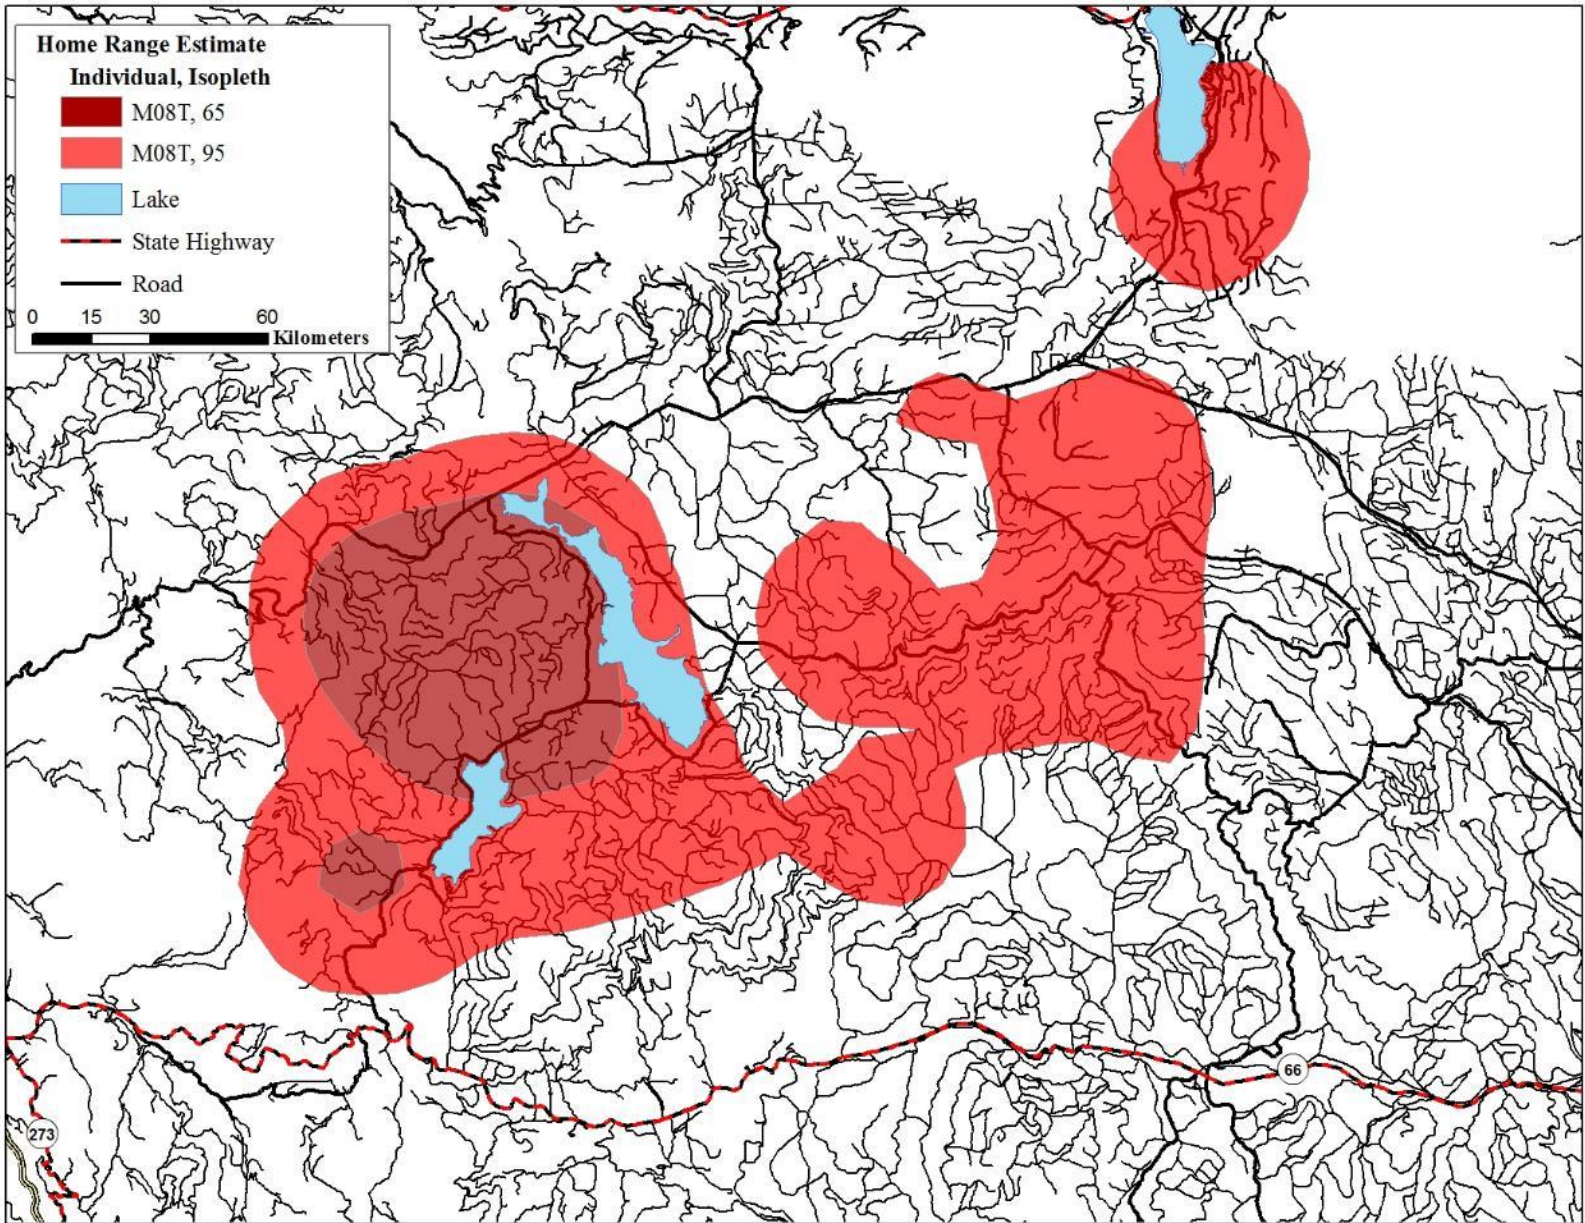 Home Range Estimate
Individual, Isopleth
M08T, 65
M08T, 95
Lake
State Highway
Road
0 15 30 60
Kilometers
66
273